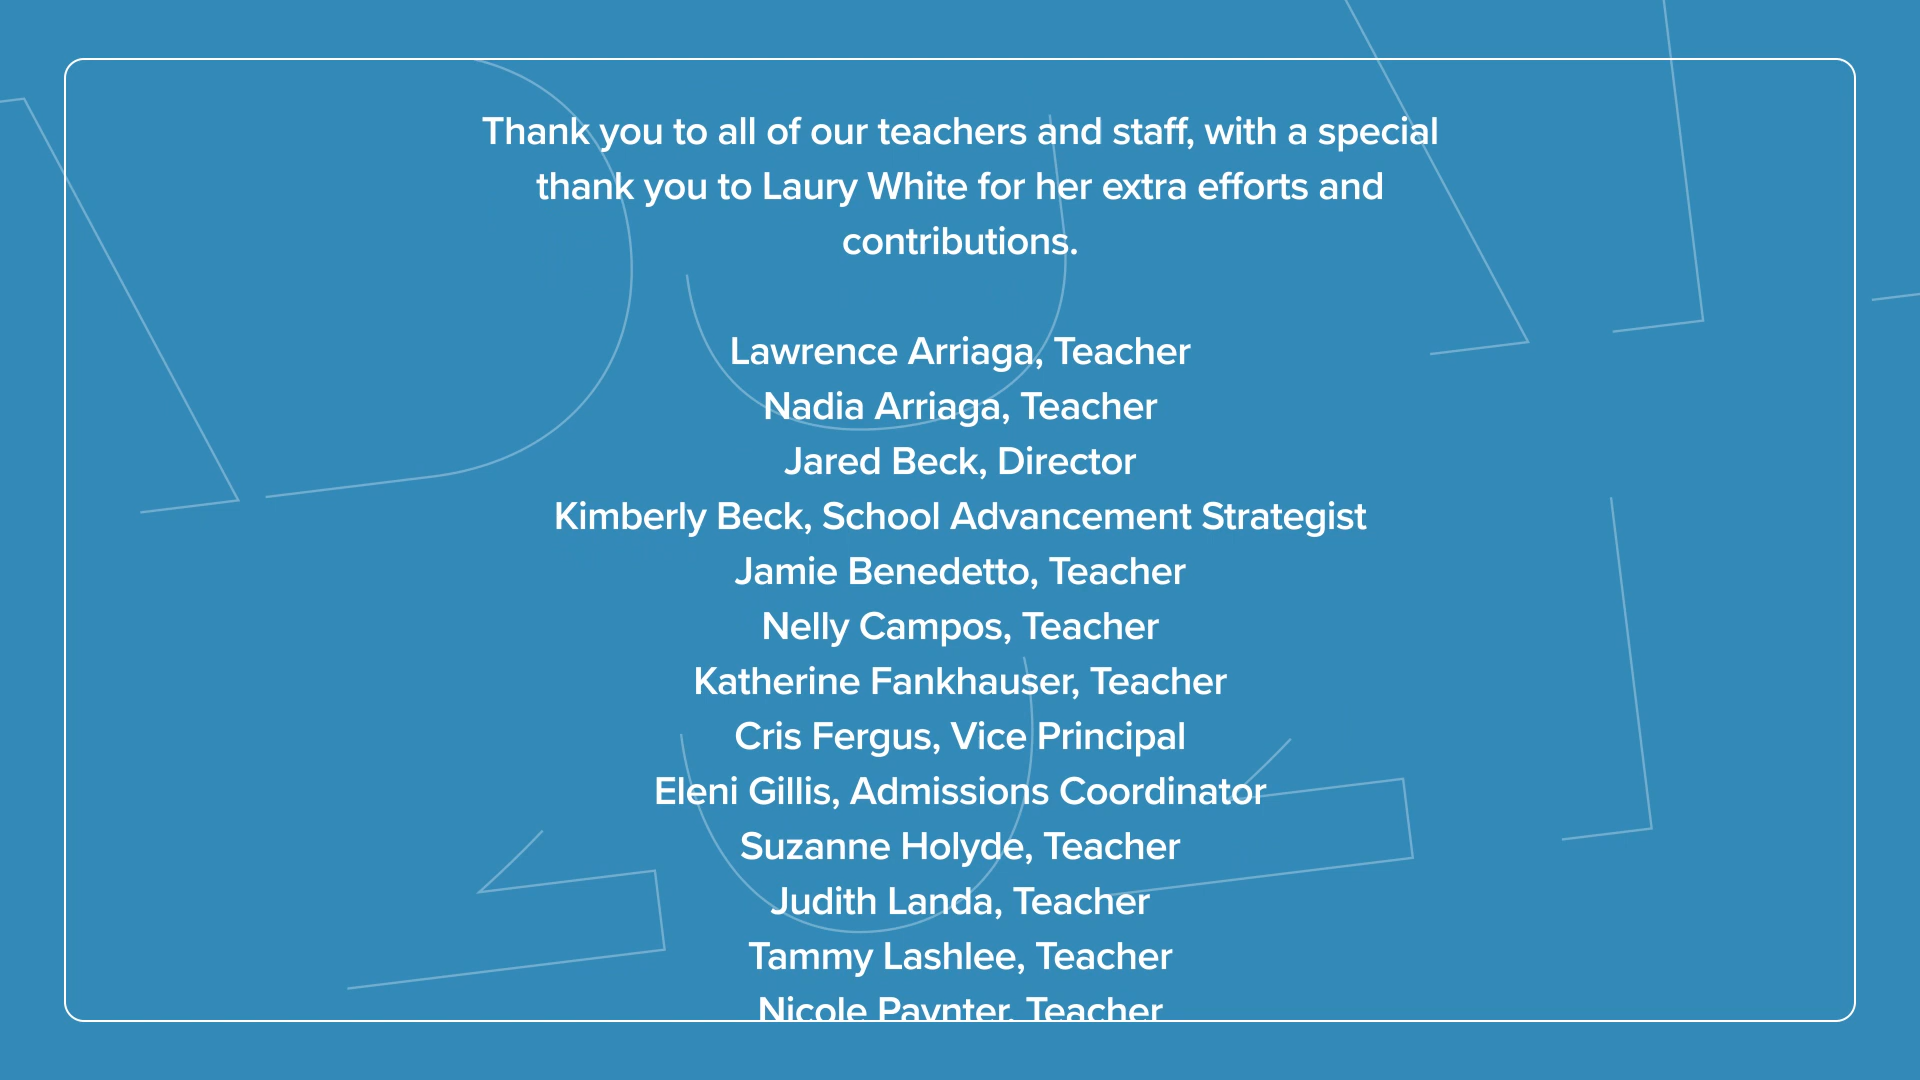 Thank you to all of our teachers and staff, with a special
thank you to Laury White for her extra efforts and
contributions.
Lawrence Arriaga, Teacher
Nadia Arriaga, Teacher
Jared Beck, Director
Kimberly Beck, School Advancement Strategist
Jamie Benedetto, Teacher
Nelly Campos, Teacher
Katherine Fankhauser, Teacher
Cris Fergus, Vice Principal
Eleni Gillis, Admissions Coordinator
Suzanne Holyde, Teacher
Judith Landa, Teacher
Tammy Lashlee, Teacher
Nicole Paynter, Teacher